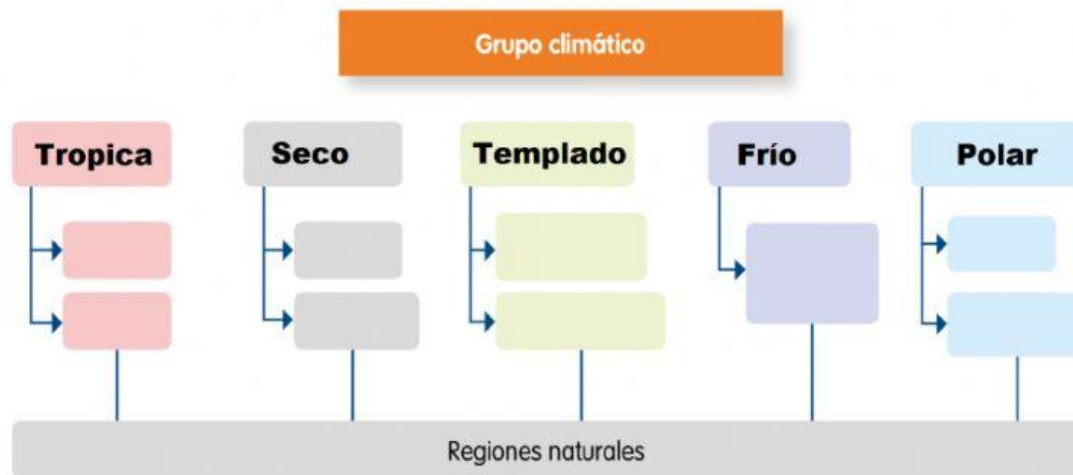 Grupo climático
Tropica
Seco
Templado
Frío
Polar
Regiones naturales